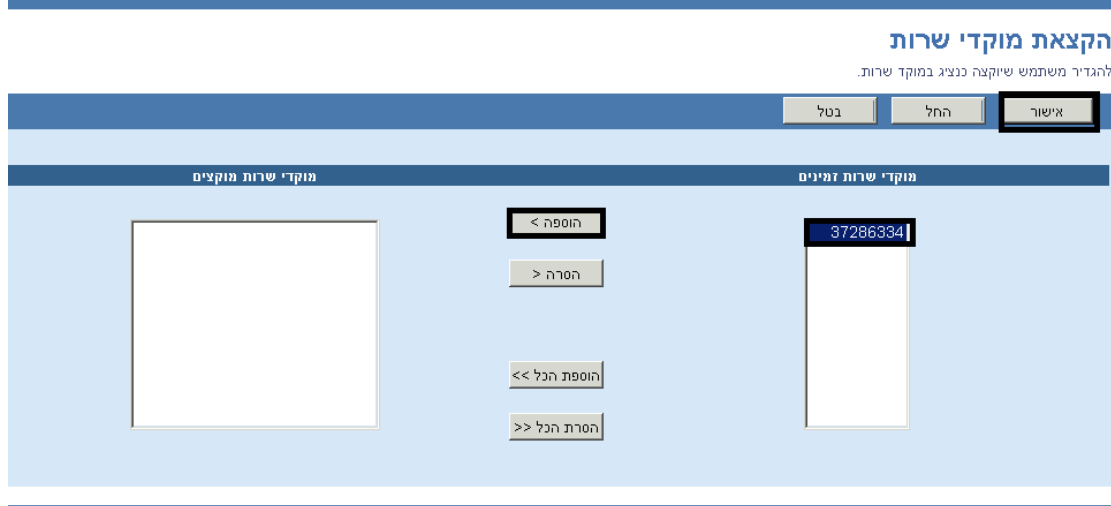 הקצאת מוקדי שרות
להגדיר משתמש שיוקצה כנציג במוקד שרות.
אישור
החל
בטל
מוקדי שרות זמינים
מוקדי שרות מוקצים
37286334
הוספה >
הסרה <
הוספת הכל >>
הסרת הכל <<